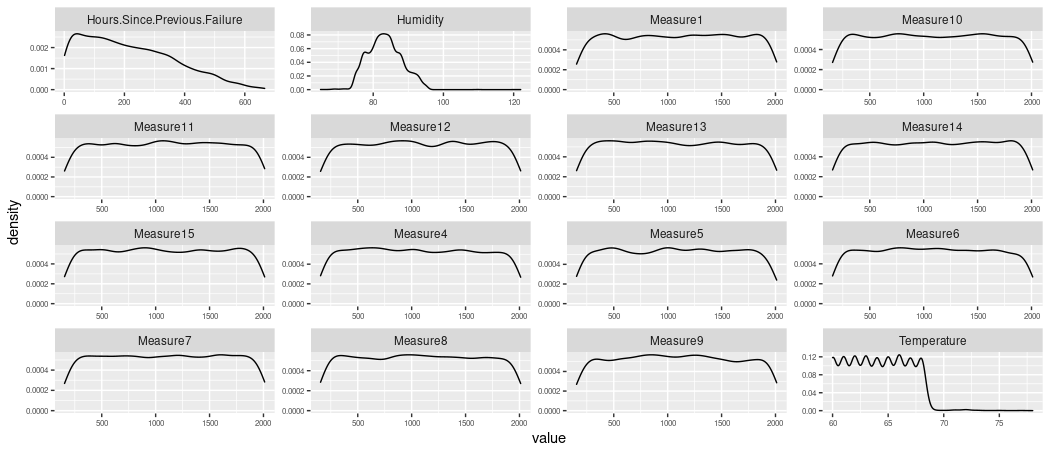 Hours.Since.Previous.Failure Humidity Measure1 Measure10
0.002 0.001 0.000
0.08 0.06 0.04 0.02 0.00
0.0004 0.0002 0.0000
0.0004 0.0002 0.0000
0 200 400 600 80 100 120 500 1000 1500 2000 500 1000 1500 2000
Measure11 Measure12 Measure13 Measure14
0.0004 0.0002 0.0000
0.0004 0.0002 0.0000
0.0004 0.0002 0.0000
0.0004 0.0002 0.0000
500 1000 1500 2000 500 1000 1500 2000 500 1000 1500 2000 500 1000 1500 2000
density
Measure15 Measure4 Measure5 Measure6
0.0004 0.0002 0.0000
0.0004 0.0002 0.0000
0.0004 0.0002 0.0000
0.0004 0.0002 0.0000
500 1000 1500 2000 500 1000 1500 2000 500 1000 1500 2000 500 1000 1500 2000
Measure7 Measure8 Measure9 Temperature
0.0004 0.0002 0.0000
0.0004 0.0002 0.0000
0.0004 0.0002 0.0000
0.12 0.08 0.04 0.00
500 1000 1500 2000 500 1000 1500 2000 500 1000 1500 2000 60 65 70 75
value